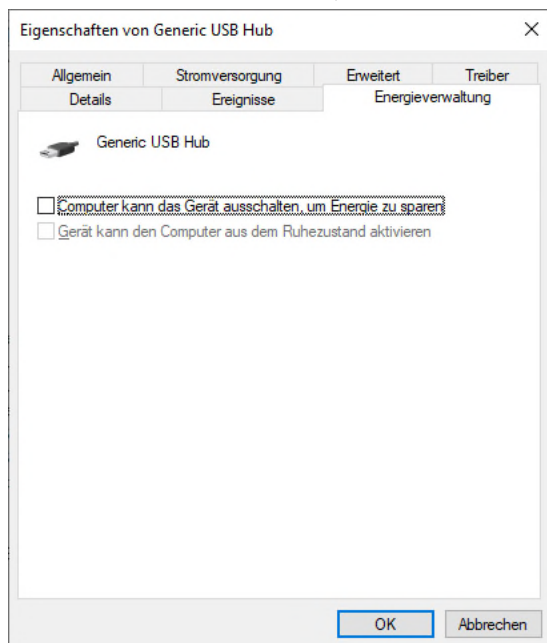 Eigenschaften von Generic USB Hub
Allgemein Stromversorgung Erweitert Treiber
Details Ereignisse Energieverwaltung
Generic USB Hub
Computer kann das Gerät ausschalten, um Energie zu sparen
Gerät kann den Computer aus dem Ruhezustand aktivieren
OK Abbrechen